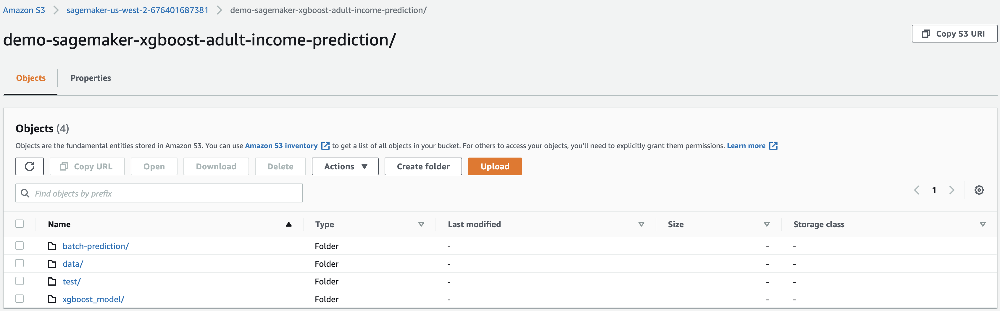 Amazon S3 > sagemaker-us-west-2-676401687381 > demo-sagemaker-xgboost-adult-income-prediction/
demo-sagemaker-xgboost-adult-income-prediction/
Copy S3 URI
Objects Properties
Objects (4)
Objects are the fundamental entities stored in Amazon S3. You can use Amazon S3 inventory to get a list of all objects in your bucket. For others to access your objects, you’ll need to explicitly grant them permissions. Learn more
Copy URL Open Download Delete Actions Create folder Upload
Find objects by prefix
1
Name Type Last modified Size Storage class
batch-prediction/ Folder - - -
data/ Folder - - -
test/ Folder - - -
xgboost_model/ Folder - - -